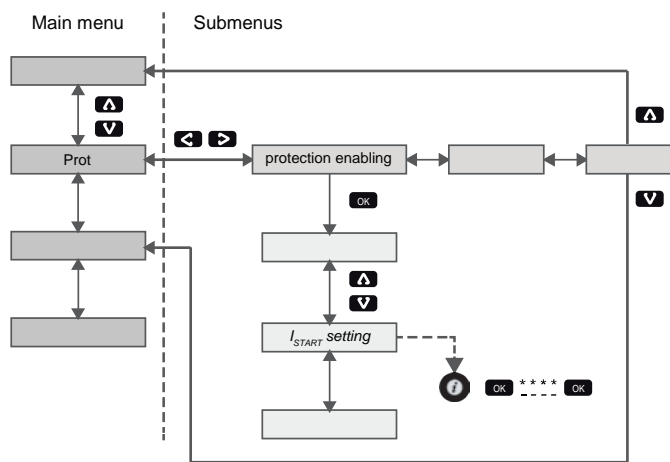 Main menu
Submenus
Prot
protection enabling
OK
I_START setting
i
OK **** OK